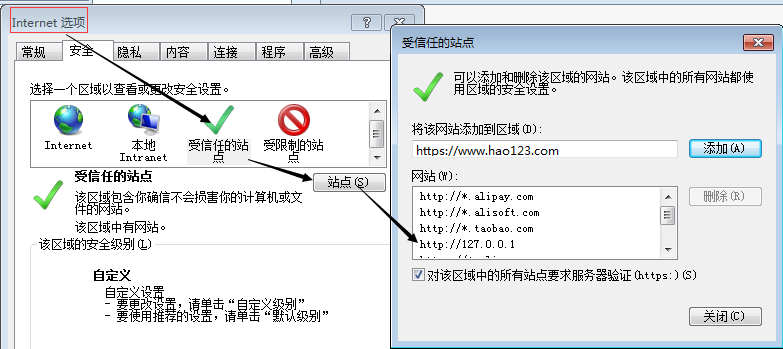 Internet 选项
常规
安全
隐私
内容
连接
程序
高级
选择一个区域以查看或更改安全设置。
Internet
本地
Intranet
受信任的站
点
受限制的站
点
受信任的站点
该区域包含你确信不会损害你的计算机或文
件的网站。
该区域中有网站。
站点(S)
该区域的安全级别(L)
自定义
自定义设置
- 要更改设置，请单击“自定义级别”
- 要使用推荐的设置，请单击“默认级别”
受信任的站点
可以添加和删除该区域的网站。该区域中的所有网站都使
用区域的安全设置。
将该网站添加到区域(D):
https://www.hao123.com
添加(A)
网站(W):
http://*.alipay.com
http://*.alisoft.com
http://*.taobao.com
http://127.0.0.1
删除(R)
对该区域中的所有站点要求服务器验证(https:)(S)
关闭(C)